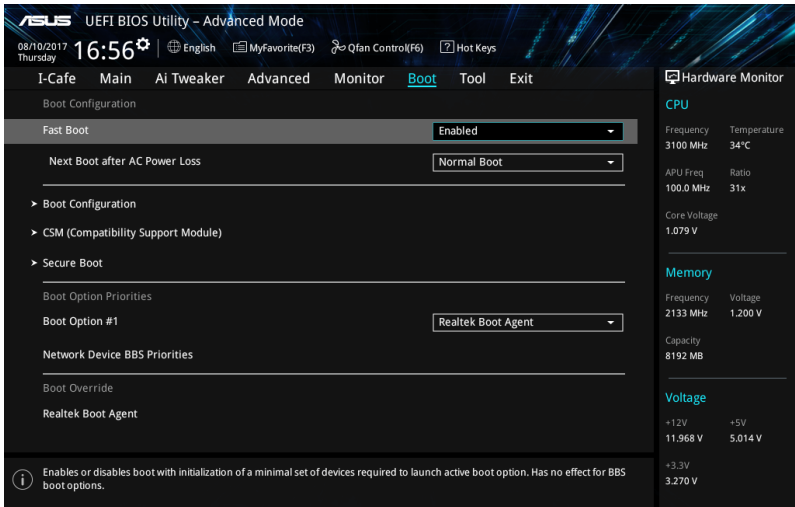 ASUS UEFI BIOS Utility – Advanced Mode
08/10/2017 Thursday 16:56 English MyFavorite(F3) Qfan Control(F6) ? Hot Keys
I-Cafe Main Ai Tweaker Advanced Monitor Boot Tool Exit
Boot Configuration
Fast Boot Enabled
Next Boot after AC Power Loss Normal Boot
> Boot Configuration
> CSM (Compatibility Support Module)
> Secure Boot
Boot Option Priorities
Boot Option #1 Realtek Boot Agent
Network Device BBS Priorities
Boot Override
Realtek Boot Agent
i Enables or disables boot with initialization of a minimal set of devices required to launch active boot option. Has no effect for BBS
boot options.
Hardware Monitor
CPU
Frequency Temperature
3100 MHz 34°C
APU Freq Ratio
100.0 MHz 31x
Core Voltage
1.079 V
Memory
Frequency Voltage
2133 MHz 1.200 V
Capacity
8192 MB
Voltage
+12V +5V
11.968 V 5.014 V
+3.3V
3.270 V